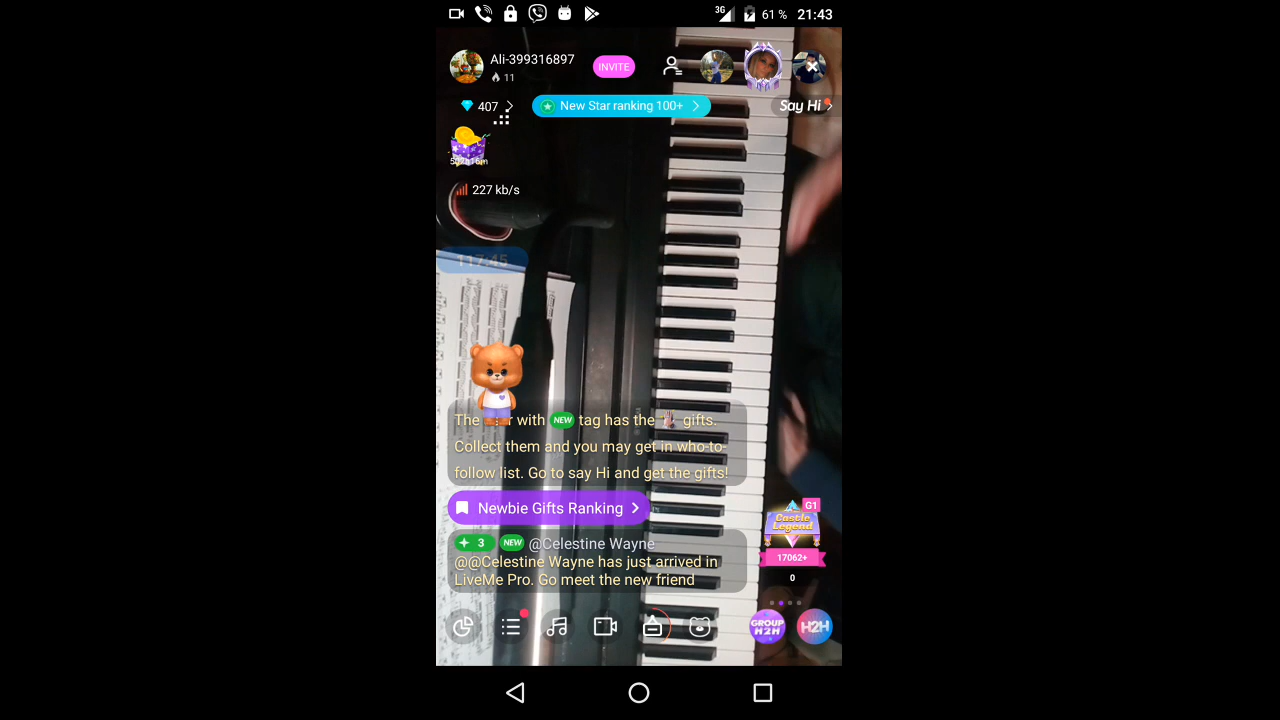 3G 61 % 21:43
Ali-399316897
11
INVITE
407
New Star ranking 100+
Say Hi
227 kb/s
117:45
The with NEW tag has the gifts.
Collect them and you may get in who-to-
follow list. Go to say Hi and get the gifts!
Newbie Gifts Ranking
3 NEW @Celestine Wayne
@@Celestine Wayne has just arrived in
LiveMe Pro. Go meet the new friend
G1
Castle
Legend
17062+
0
GROUP
H2H
H2H